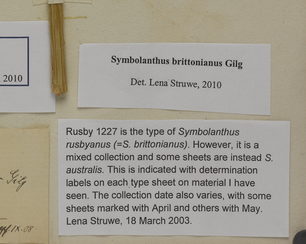 2010
Symbolanthus brittonianus Gilg
Det. Lena Struwe, 2010
Rusby 1227 is the type of Symbolanthus
rusbyanus (=S. brittonianus). However, it is a
mixed collection and some sheets are instead S.
australis. This is indicated with determination
labels on each type sheet on material I have
seen. The collection date also varies, with some
sheets marked with April and others with May.
Lena Struwe, 18 March 2003.
Gilg